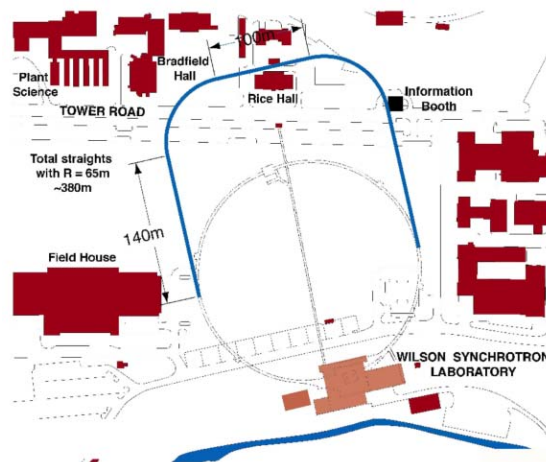 100m
Bradfield
Hall
Plant
Science
Rice Hall
Information
Booth
TOWER ROAD
Total straights
with R = 65m
~380m
140m
Field House
WILSON SYNCHROTRON
LABORATORY